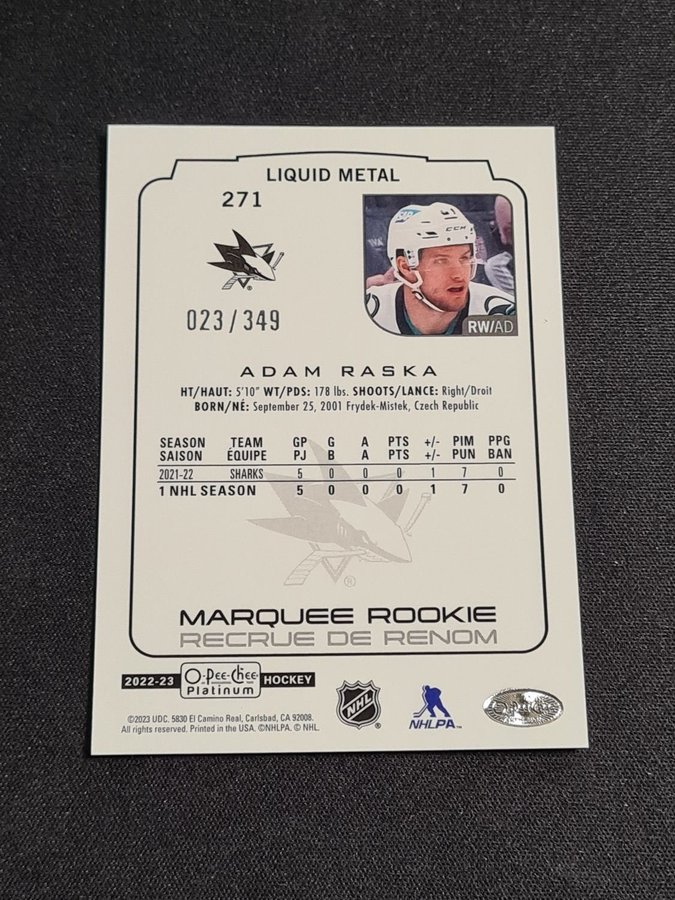 LIQUID METAL
271
023/349
RW/AD
CCM
ADAM RASKA
HT/HAUT: 5'10" WT/PDS: 178 lbs. SHOOTS/LANCE: Right/Droit
BORN/NÉ: September 25, 2001 Frydek-Mistek, Czech Republic
SEASON TEAM GP G A PTS +/- PIM PPG
SAISON ÉQUIPE PJ B A PTS +/- PUN BAN
2021-22 SHARKS 5 0 0 0 1 7 0
1 NHL SEASON 5 0 0 0 1 7 0
®
MARQUEE ROOKIE
RECRUE DE RENOM
2022-23 O-Pee-Chee Platinum HOCKEY
NHL ®
NHLPA™
©2023 UDC. 5830 El Camino Real, Carlsbad, CA 92008.
All rights reserved. Printed in the USA. ©NHLPA. © NHL.